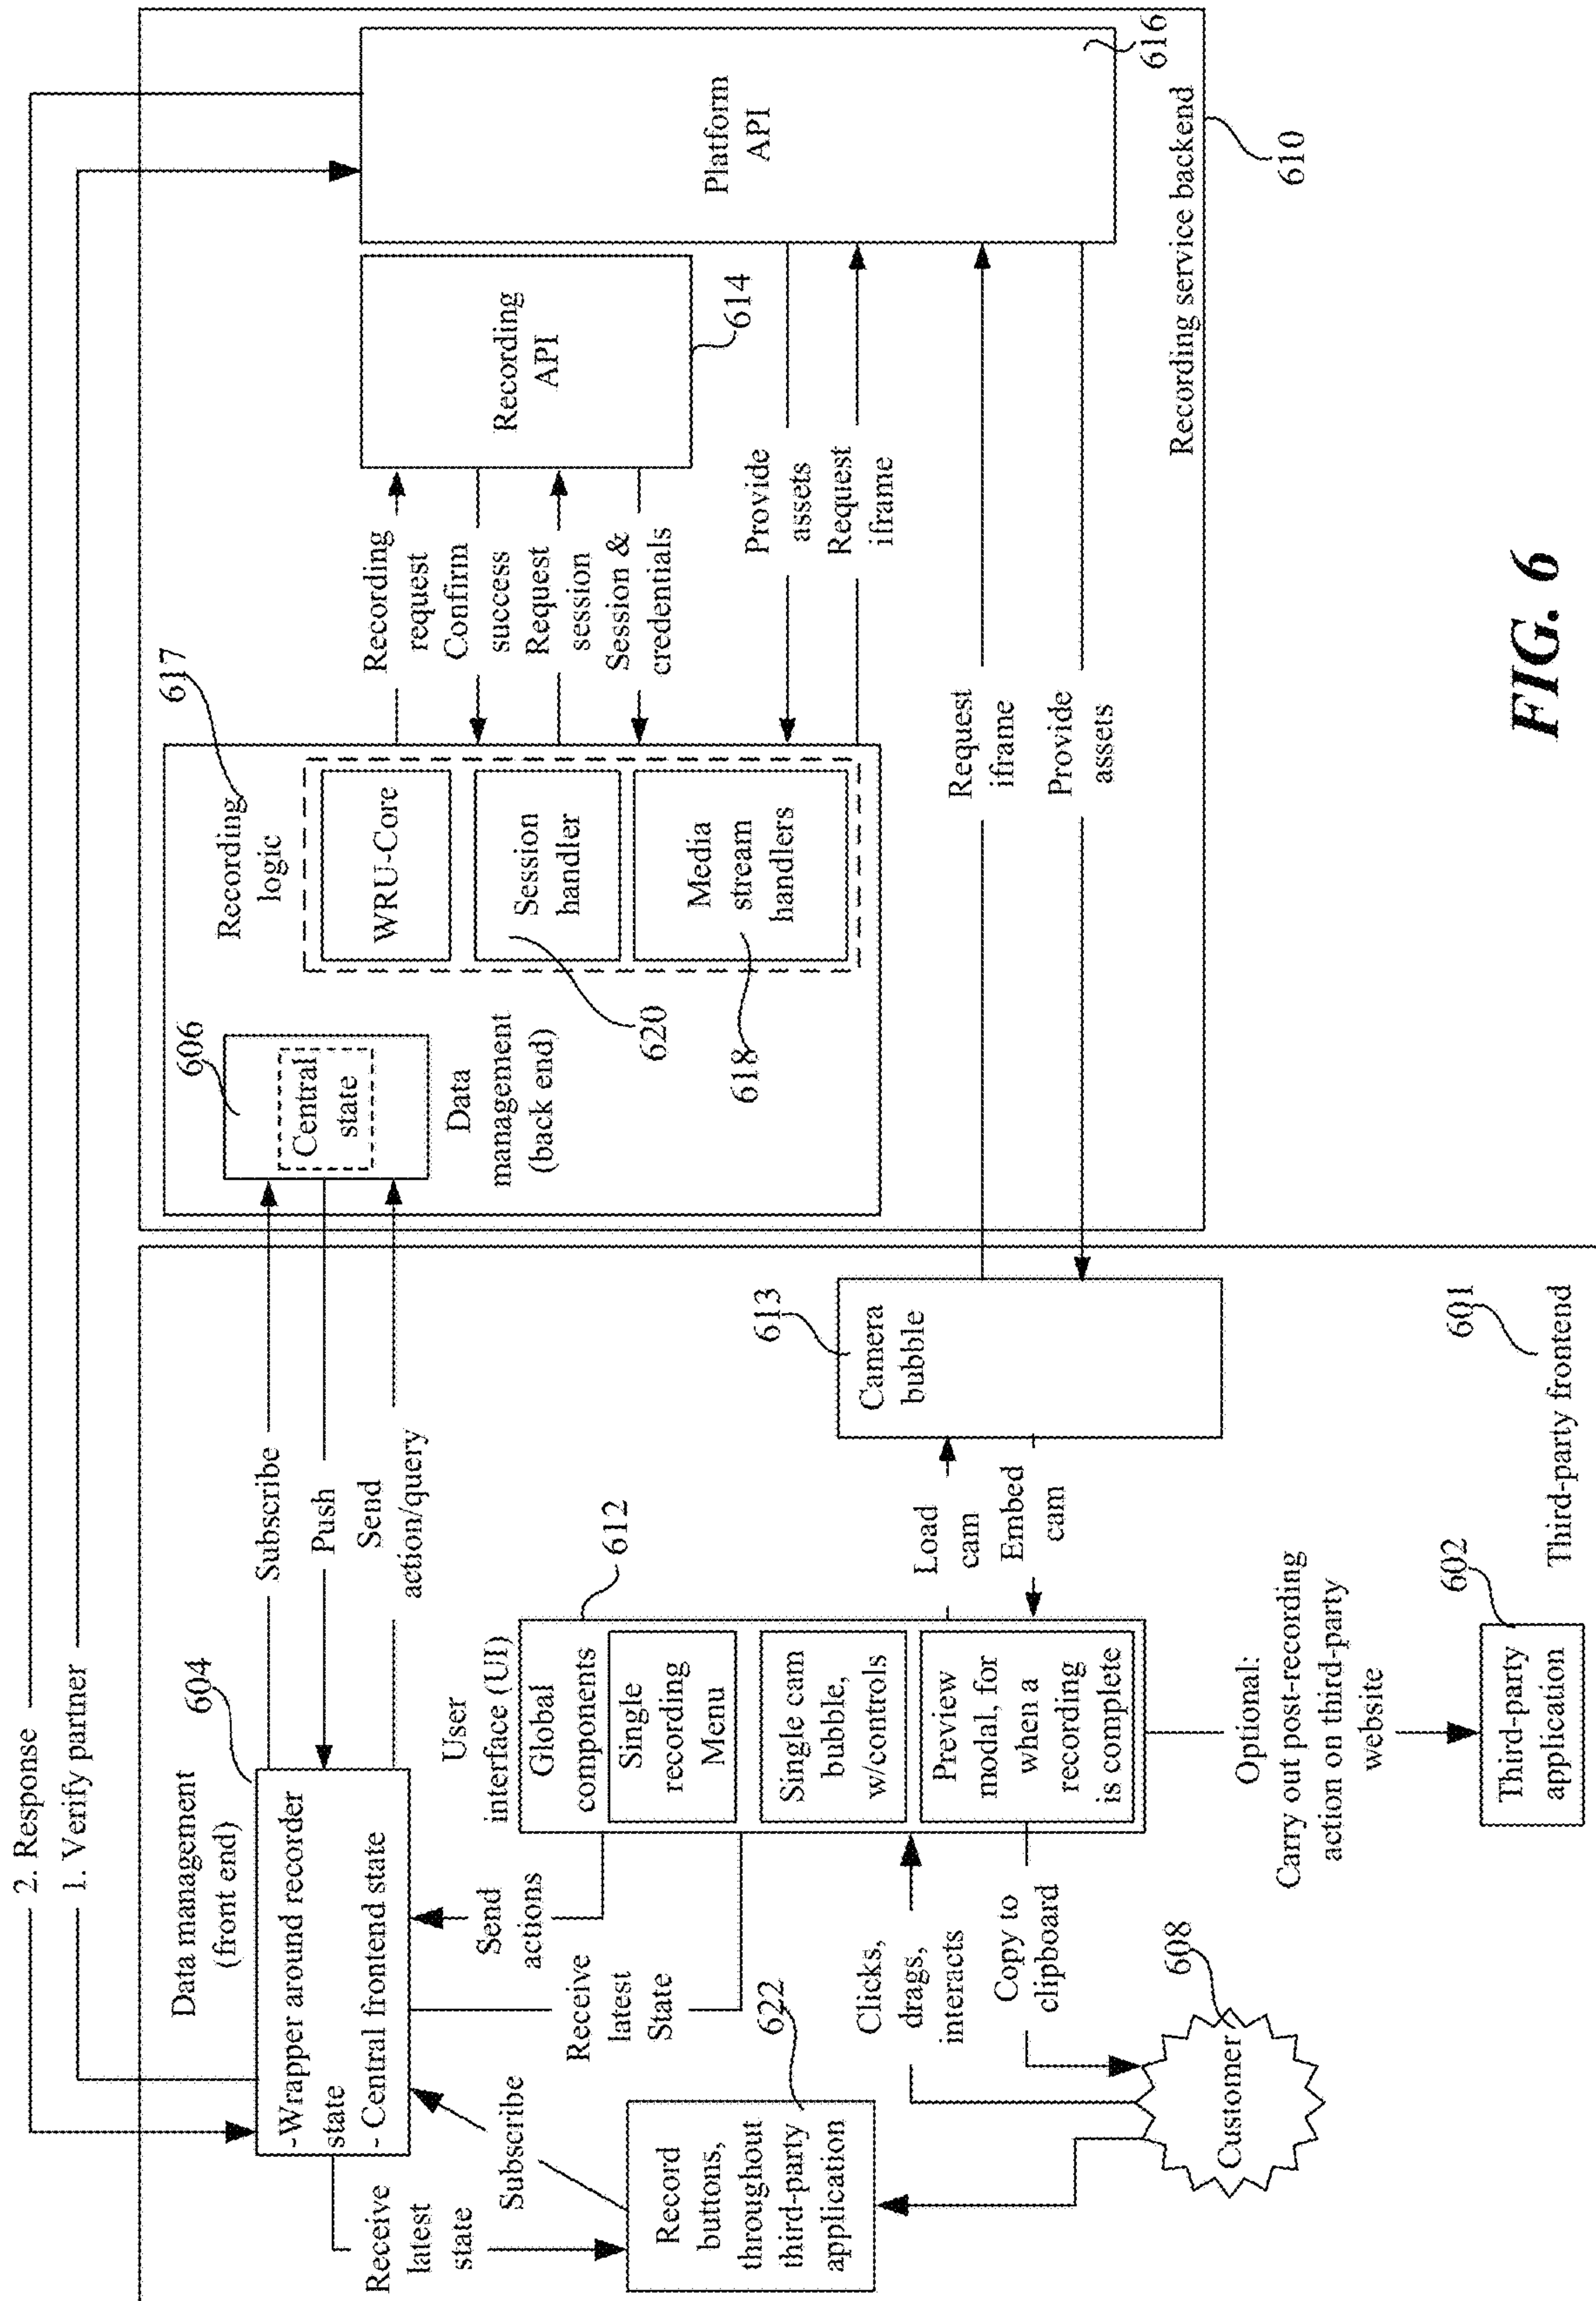 2. Response
1. Verify partner
Data management
(front end)
604
-Wrapper around recorder
state
- Central frontend state
Subscribe
Push
Send
action/query
606
Central
state
Data
management
(back end)
Recording
logic
617
WRU-Core
Session
handler
620
Media
stream
handlers
618
Recording
request
Confirm
success
Request
session
Session &
credentials
Recording
API
614
Platform
API
616
Provide
assets
Request
iframe
Request
iframe
Provide
assets
Recording service backend
610
Receive
latest
state
Subscribe
Send
actions
Receive
latest
State
User
interface (UI)
612
Global
components
Single
recording
Menu
Single cam
bubble,
w/controls
Preview
modal, for
when a
recording
is complete
Load
cam
Embed
cam
613
Camera
bubble
Record
buttons,
throughout
third-party
application
622
Clicks,
drags,
interacts
Copy to
clipboard
608
Customer
Optional:
Carry out post-recording
action on third-party
website
602
Third-party
application
601
Third-party frontend
FIG. 6